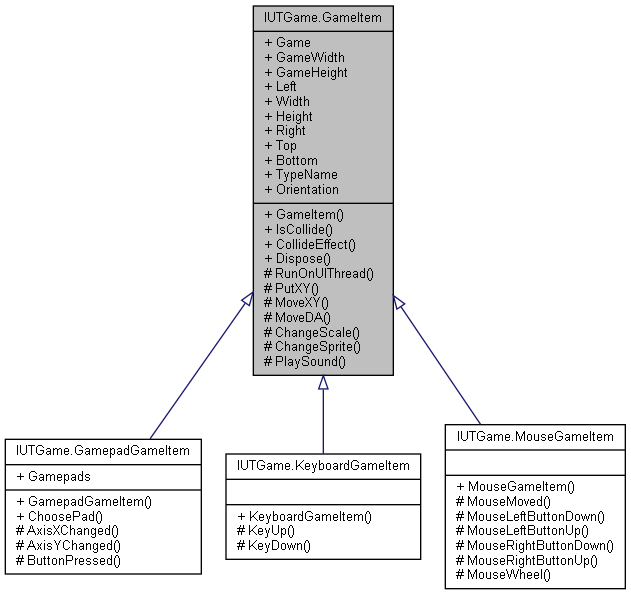 IUTGame.GameItem
+ Game
+ GameWidth
+ GameHeight
+ Left
+ Width
+ Height
+ Right
+ Top
+ Bottom
+ TypeName
+ Orientation
+ GameItem()
+ IsCollide()
+ CollideEffect()
+ Dispose()
# RunOnUIThread()
# PutXY()
# MoveXY()
# MoveDA()
# ChangeScale()
# ChangeSprite()
# PlaySound()
IUTGame.GamepadGameItem
+ Gamepads
+ GamepadGameItem()
+ ChoosePad()
# AxisXChanged()
# AxisYChanged()
# ButtonPressed()
IUTGame.KeyboardGameItem
+ KeyboardGameItem()
# KeyUp()
# KeyDown()
IUTGame.MouseGameItem
+ MouseGameItem()
# MouseMoved()
# MouseLeftButtonDown()
# MouseLeftButtonUp()
# MouseRightButtonDown()
# MouseRightButtonUp()
# MouseWheel()